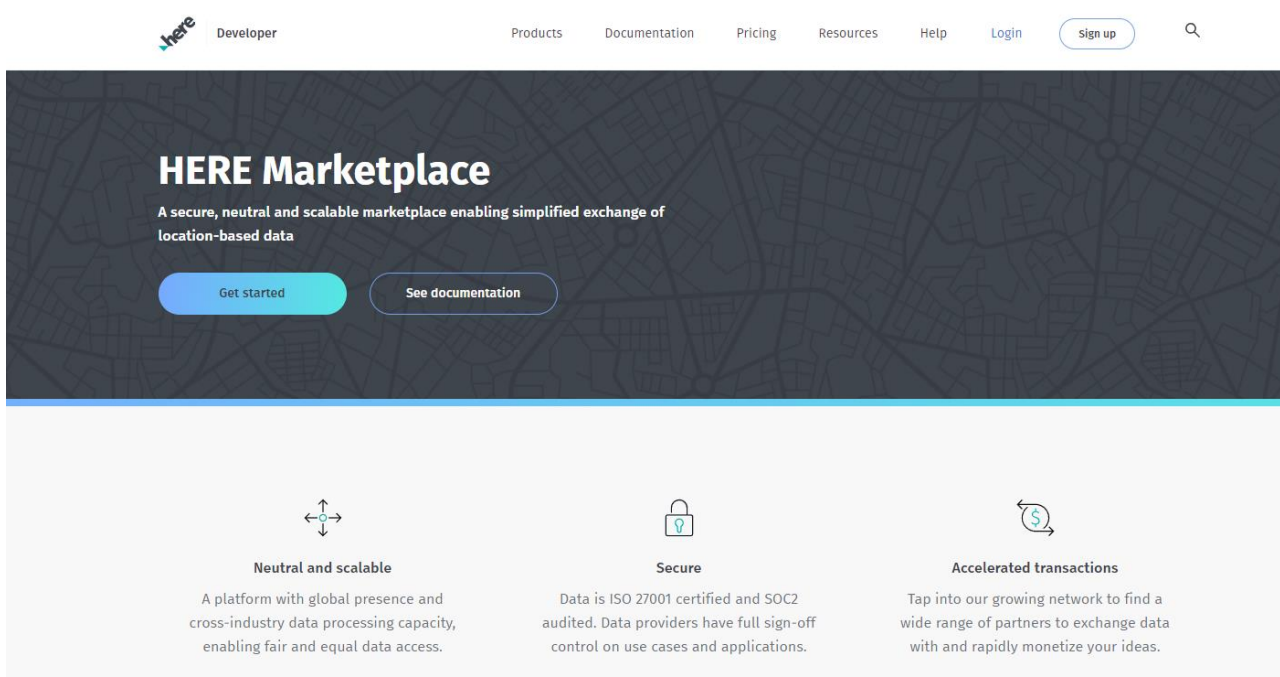 here
Developer
Products
Documentation
Pricing
Resources
Help
Login
Sign up
HERE Marketplace
A secure, neutral and scalable marketplace enabling simplified exchange of
location-based data
Get started
See documentation
Neutral and scalable
A platform with global presence and
cross-industry data processing capacity,
enabling fair and equal data access.
Secure
Data is ISO 27001 certified and SOC2
audited. Data providers have full sign-off
control on use cases and applications.
Accelerated transactions
Tap into our growing network to find a
wide range of partners to exchange data
with and rapidly monetize your ideas.